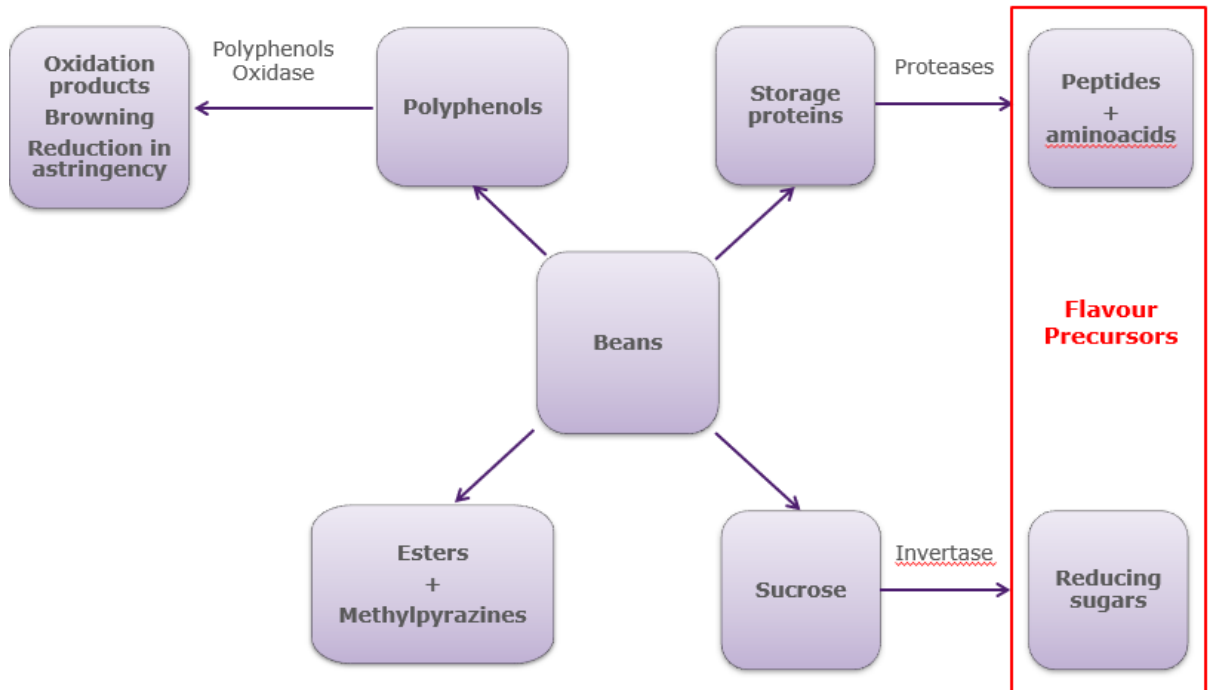 Oxidation
products
Browning
Reduction in
astringency
Polyphenols
Oxidase
Polyphenols
Storage
proteins
Proteases
Peptides
+
aminoacids
Beans
Flavour
Precursors
Esters
+
Methylpyrazines
Sucrose
Invertase
Reducing
sugars